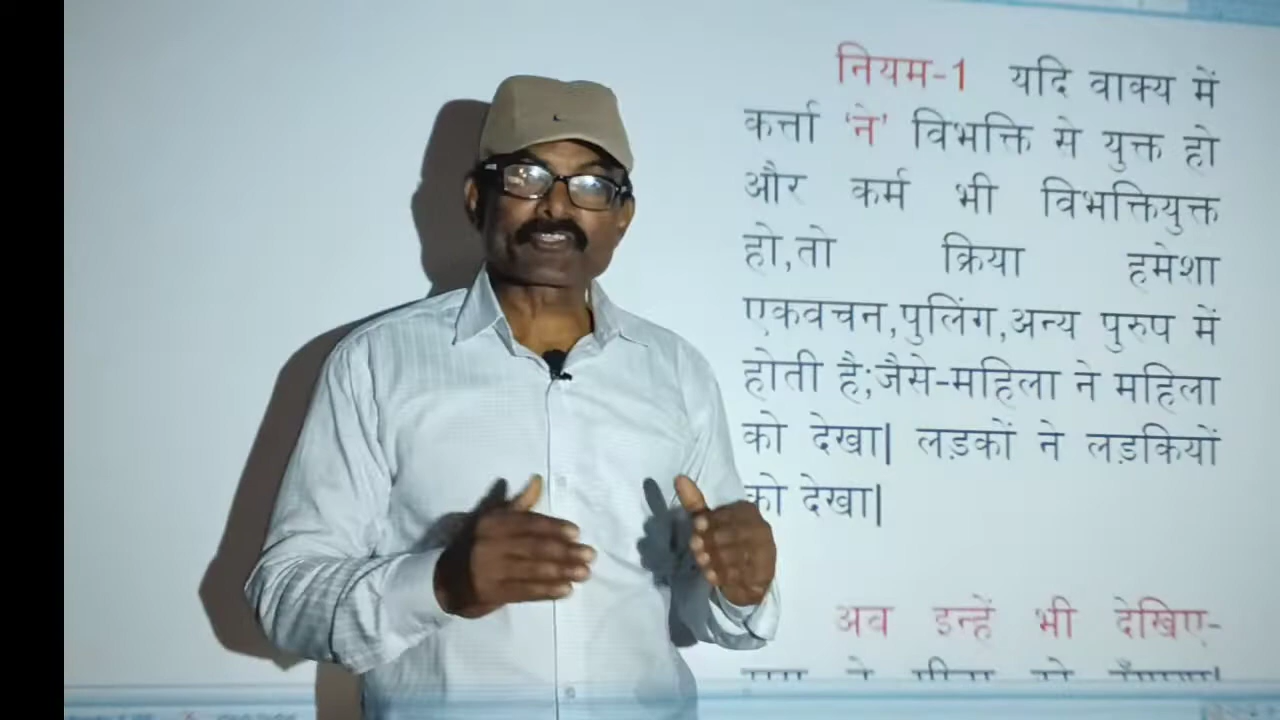 नियम-1 यदि वाक्य में
कर्त्ता 'ने' विभक्ति से युक्त हो
और कर्म भी विभक्तियुक्त
हो,तो क्रिया हमेशा
एकवचन,पुलिंग,अन्य पुरुष में
होती है;जैसे-महिला ने महिला
को देखा| लड़कों ने लड़कियों
को देखा|
अब इन्हें भी देखिए-